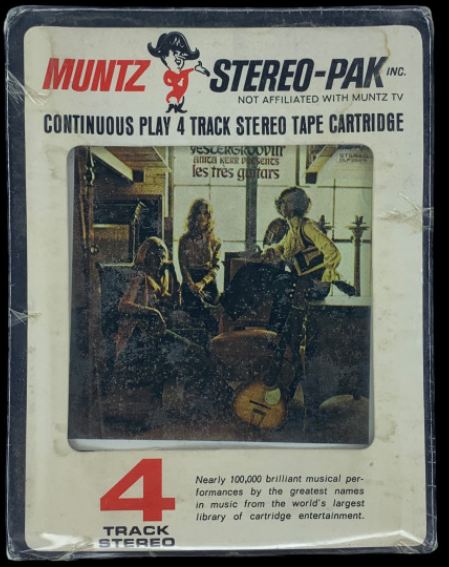 MUNTZ STEREO-PAK INC.
NOT AFFILIATED WITH MUNTZ TV
CONTINUOUS PLAY 4 TRACK STEREO TAPE CARTRIDGE
YESTERGROOVIN'
ANITA KERR PRESENTS
les très guitars
STEREO
4
TRACK
STEREO
Nearly 100,000 brilliant musical per-
formances by the greatest names
in music from the world's largest
library of cartridge entertainment.